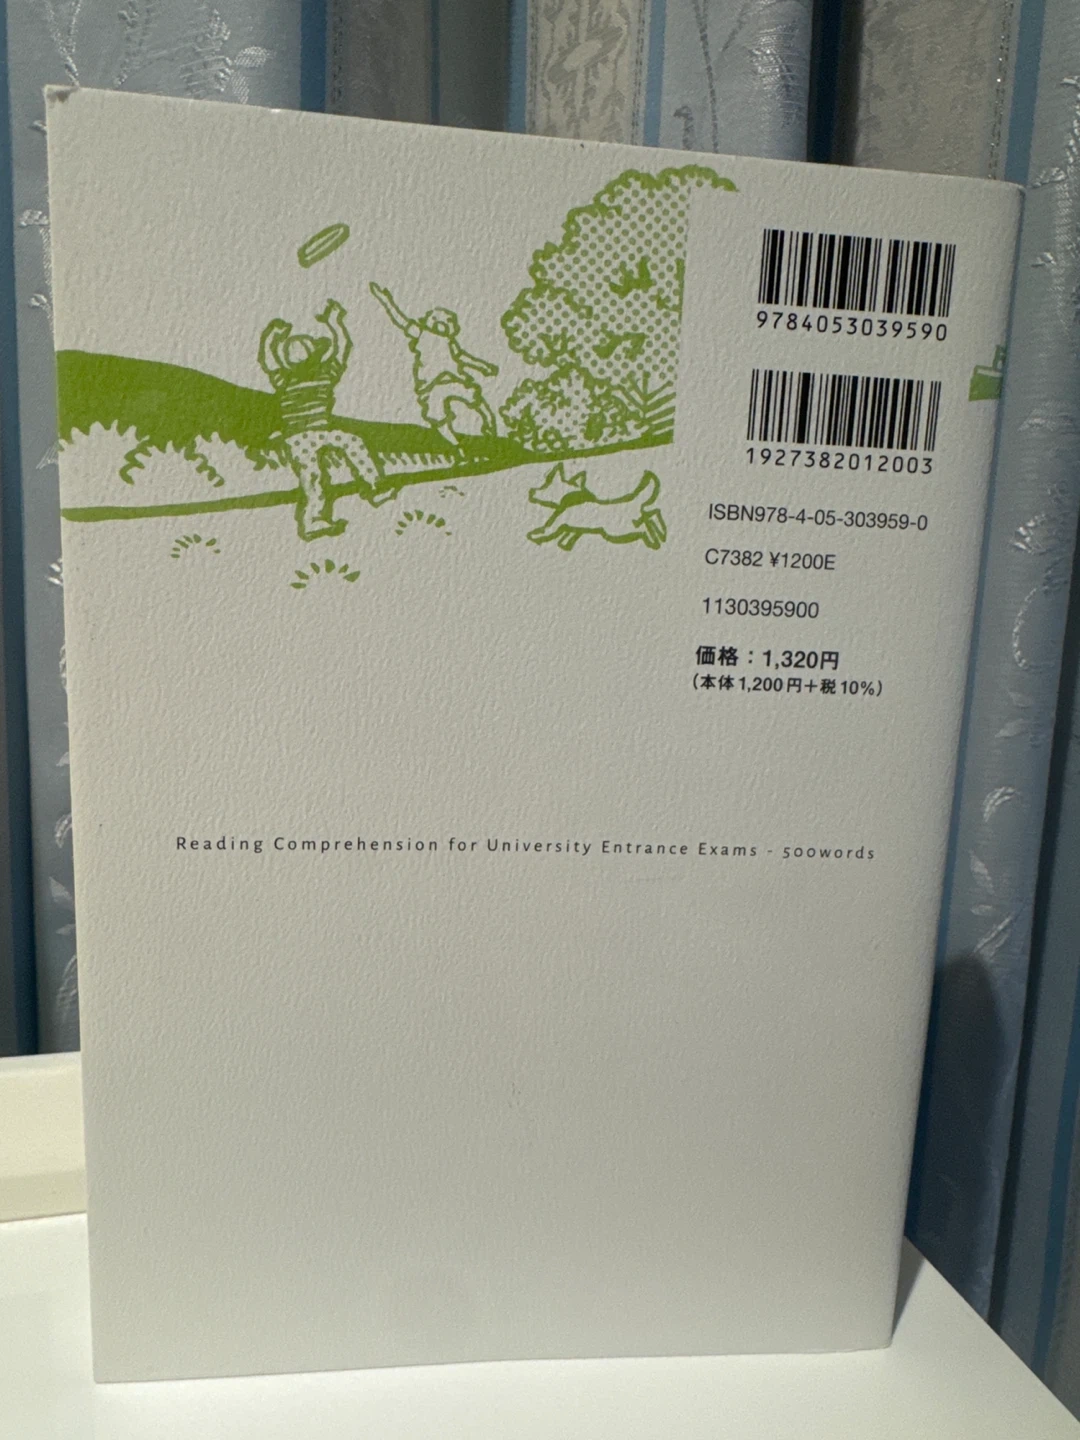 9784053039590
1927382012003
ISBN978-4-05-303959-0
C7382 ¥1200E
1130395900
価格：1,320円
（本体1,200円＋税10%）
Reading Comprehension for University Entrance Exams - 500words